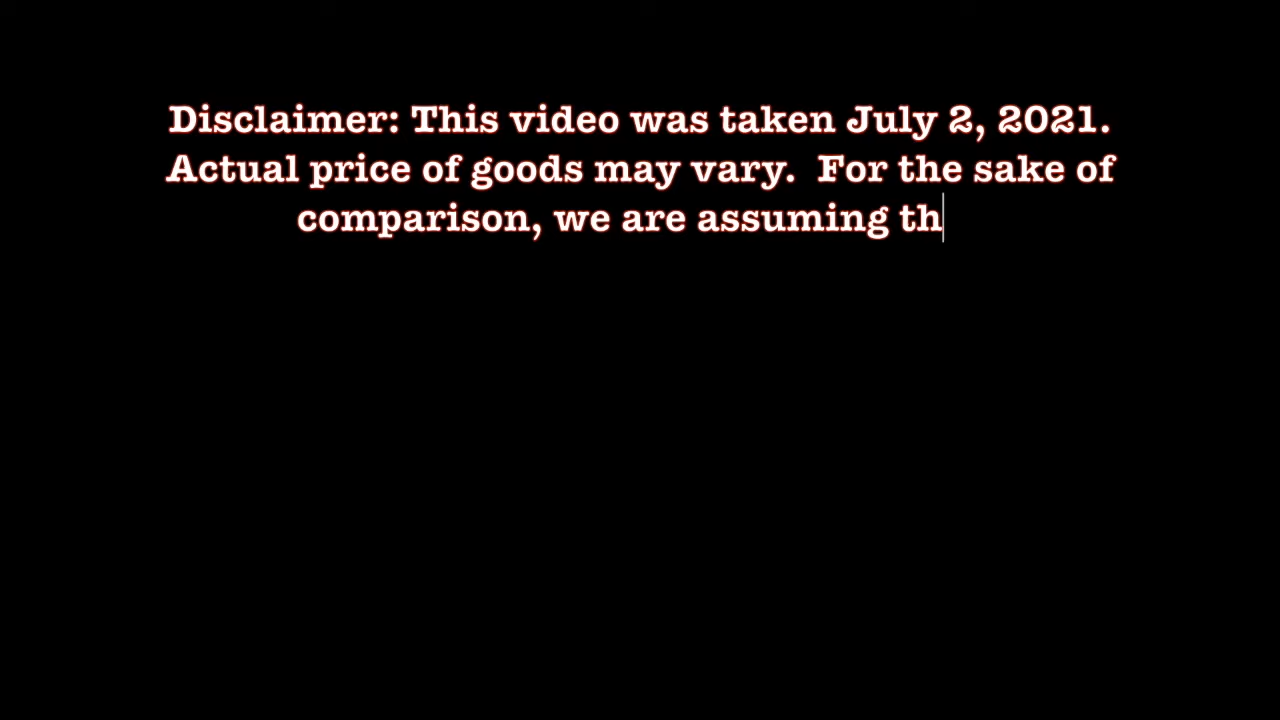 Disclaimer: This video was taken July 2, 2021.
Actual price of goods may vary.  For the sake of
comparison, we are assuming th